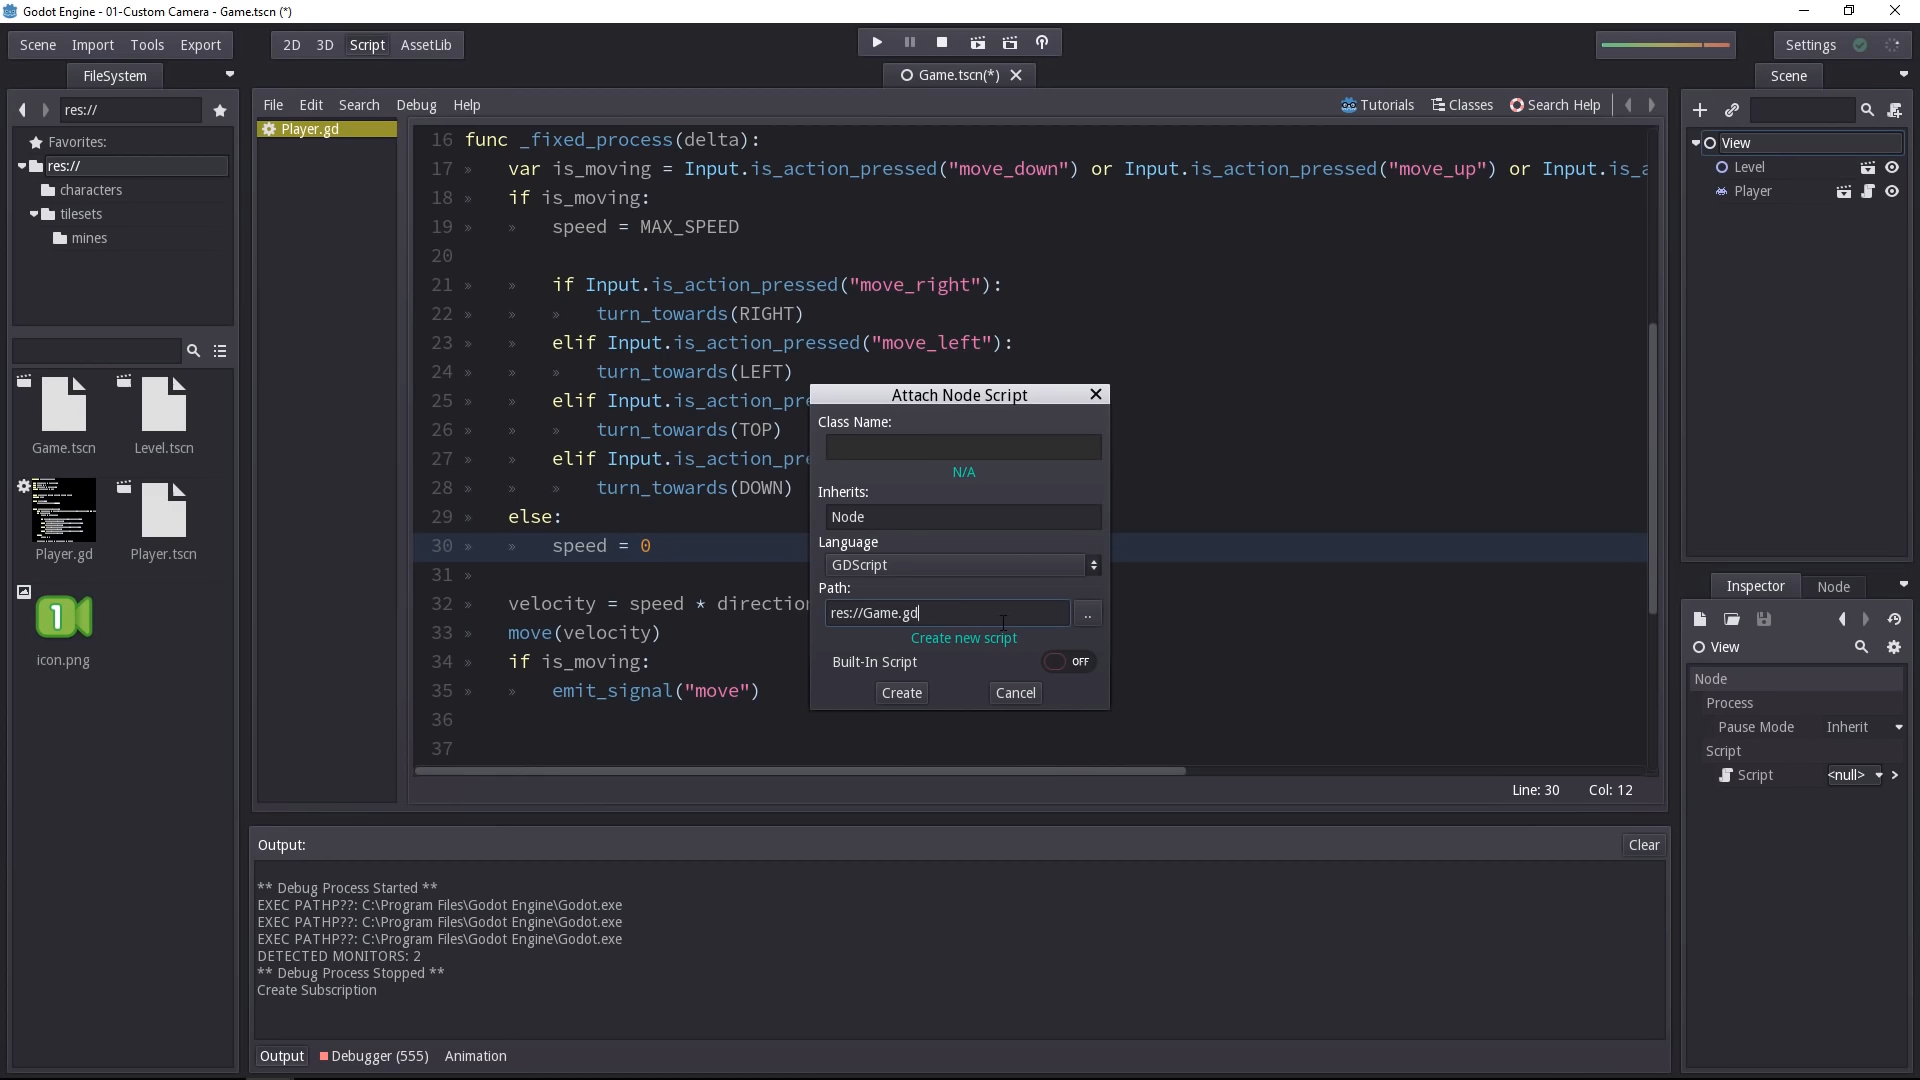 Godot Engine - 01-Custom Camera - Game.tscn (*)
Scene Import Tools Export
2D 3D Script AssetLib
Settings
FileSystem
Game.tscn(*)
Scene
res://
File Edit Search Debug Help
Tutorials Classes Search Help
Favorites:
res://
characters
tilesets
mines
Game.tscn
Level.tscn
Player.gd
Player.tscn
icon.png
Player.gd
16 func _fixed_process(delta):
17 » var is_moving = Input.is_action_pressed("move_down") or Input.is_action_pressed("move_up") or Input.is_a
18 » if is_moving:
19 » » speed = MAX_SPEED
20
21 » » if Input.is_action_pressed("move_right"):
22 » » » turn_towards(RIGHT)
23 » » elif Input.is_action_pressed("move_left"):
24 » » » turn_towards(LEFT)
25 » » elif Input.is_action_pre
26 » » » turn_towards(TOP)
27 » » elif Input.is_action_pre
28 » » » turn_towards(DOWN)
29 » else:
30 » » speed = 0
31 »
32 » velocity = speed * direction
33 » move(velocity)
34 » if is_moving:
35 » » emit_signal("move")
36
37
Line: 30 Col: 12
Attach Node Script
Class Name:
N/A
Inherits:
Node
Language
GDScript
Path:
res://Game.gd
..
Create new script
Built-In Script OFF
Create Cancel
View
Level
Player
Inspector Node
View
Node
Process
Pause Mode Inherit
Script
Script <null>
Output:
Clear
** Debug Process Started **
EXEC PATHP??: C:\Program Files\Godot Engine\Godot.exe
EXEC PATHP??: C:\Program Files\Godot Engine\Godot.exe
EXEC PATHP??: C:\Program Files\Godot Engine\Godot.exe
DETECTED MONITORS: 2
** Debug Process Stopped **
Create Subscription
Output Debugger (555) Animation